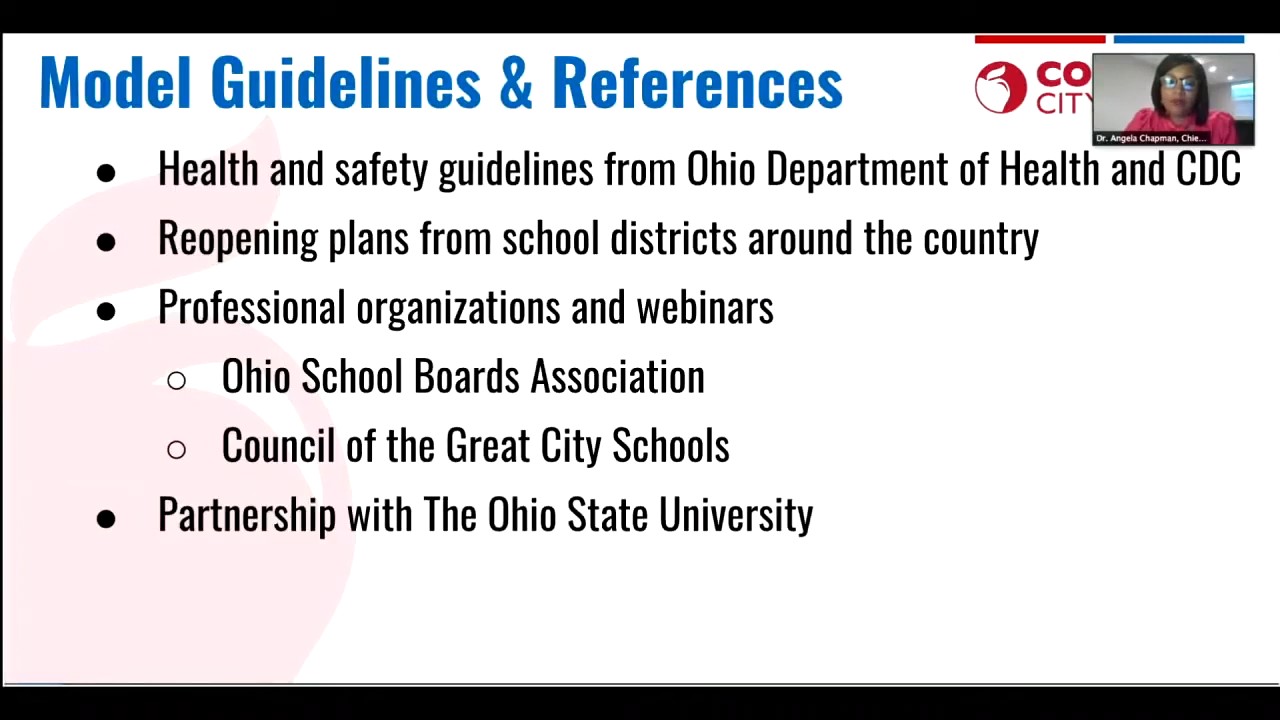 Model Guidelines & References
CO
CITY
Dr. Angela Chapman, Chie...
● Health and safety guidelines from Ohio Department of Health and CDC
● Reopening plans from school districts around the country
● Professional organizations and webinars
○ Ohio School Boards Association
○ Council of the Great City Schools
● Partnership with The Ohio State University